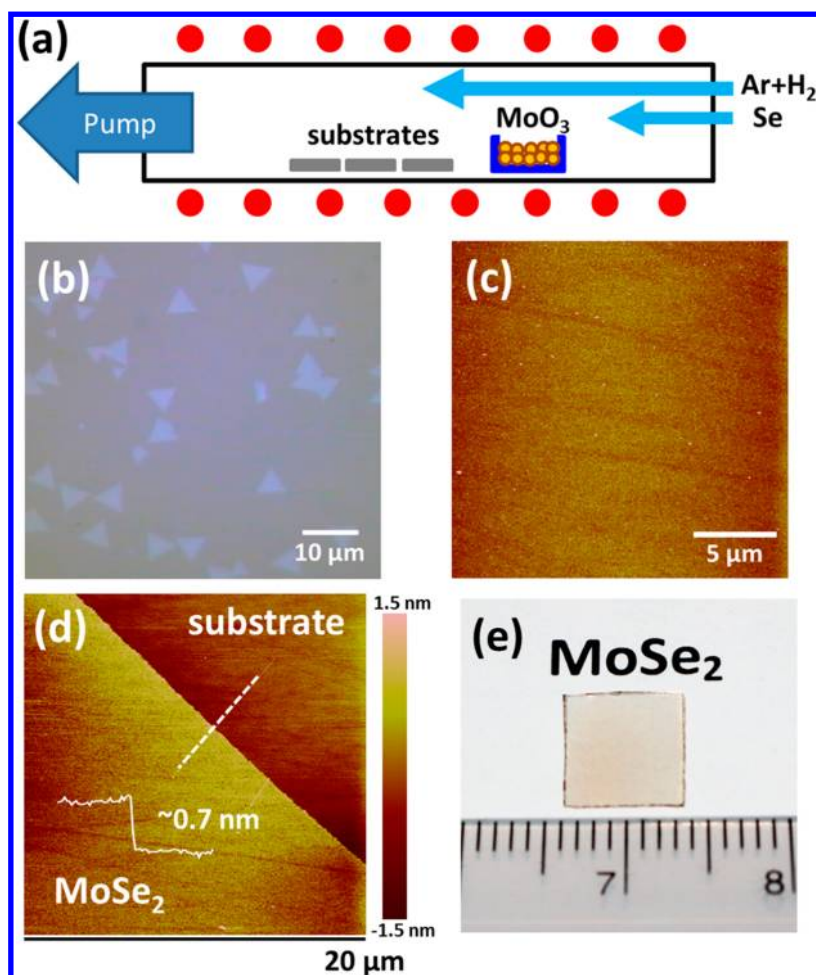 (a)
Ar+H₂
Pump
MoO₃
Se
substrates
(b)
10 µm
(c)
5 µm
(d)
substrate
~0.7 nm
MoSe₂
1.5 nm
-1.5 nm
20 µm
(e)
MoSe₂
7 8